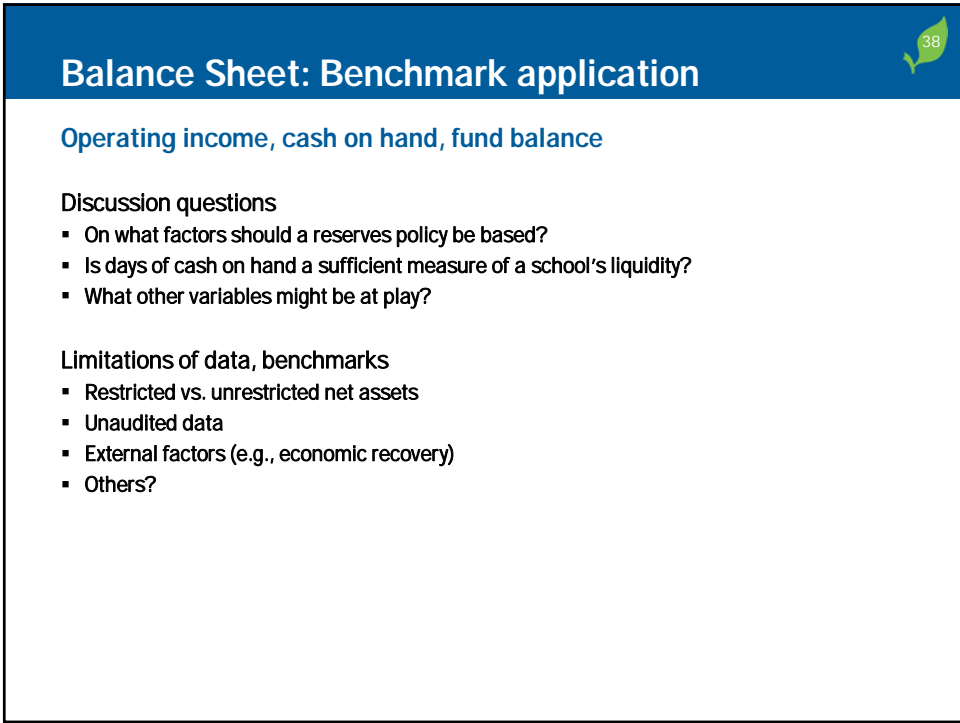 38
Balance Sheet: Benchmark application
Operating income, cash on hand, fund balance
Discussion questions
▪ On what factors should a reserves policy be based?
▪ Is days of cash on hand a sufficient measure of a school’s liquidity?
▪ What other variables might be at play?
Limitations of data, benchmarks
▪ Restricted vs. unrestricted net assets
▪ Unaudited data
▪ External factors (e.g., economic recovery)
▪ Others?